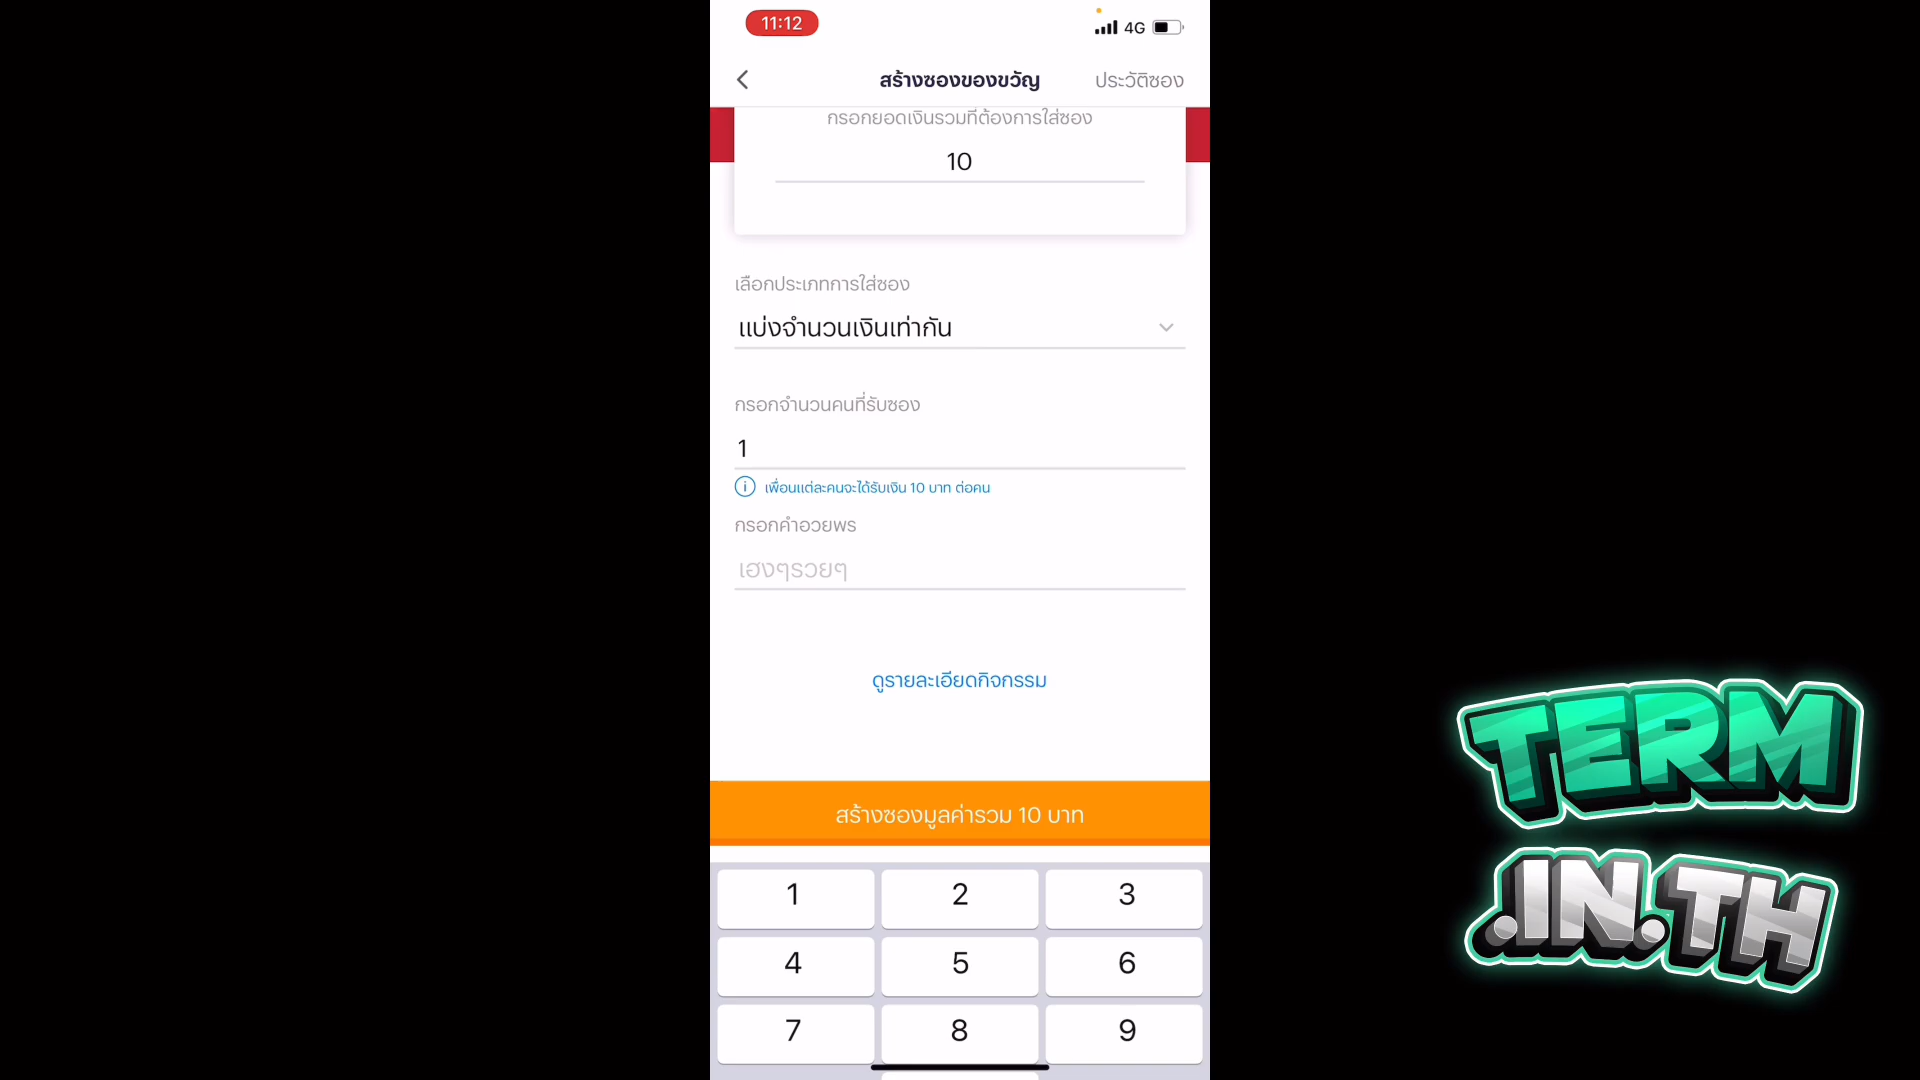 11:12
4G
สร้างซองของขวัญ
ประวัติซอง
กรอกยอดเงินรวมที่ต้องการใส่ซอง
10
เลือกประเภทการใส่ซอง
แบ่งจำนวนเงินเท่ากัน
กรอกจำนวนคนที่รับซอง
1
เพื่อนแต่ละคนจะได้รับเงิน 10 บาท ต่อคน
กรอกคำอวยพร
เฮงๆรวยๆ
ดูรายละเอียดกิจกรรม
สร้างซองมูลค่ารวม 10 บาท
1 2 3
4 5 6
7 8 9
TERM
.IN.TH